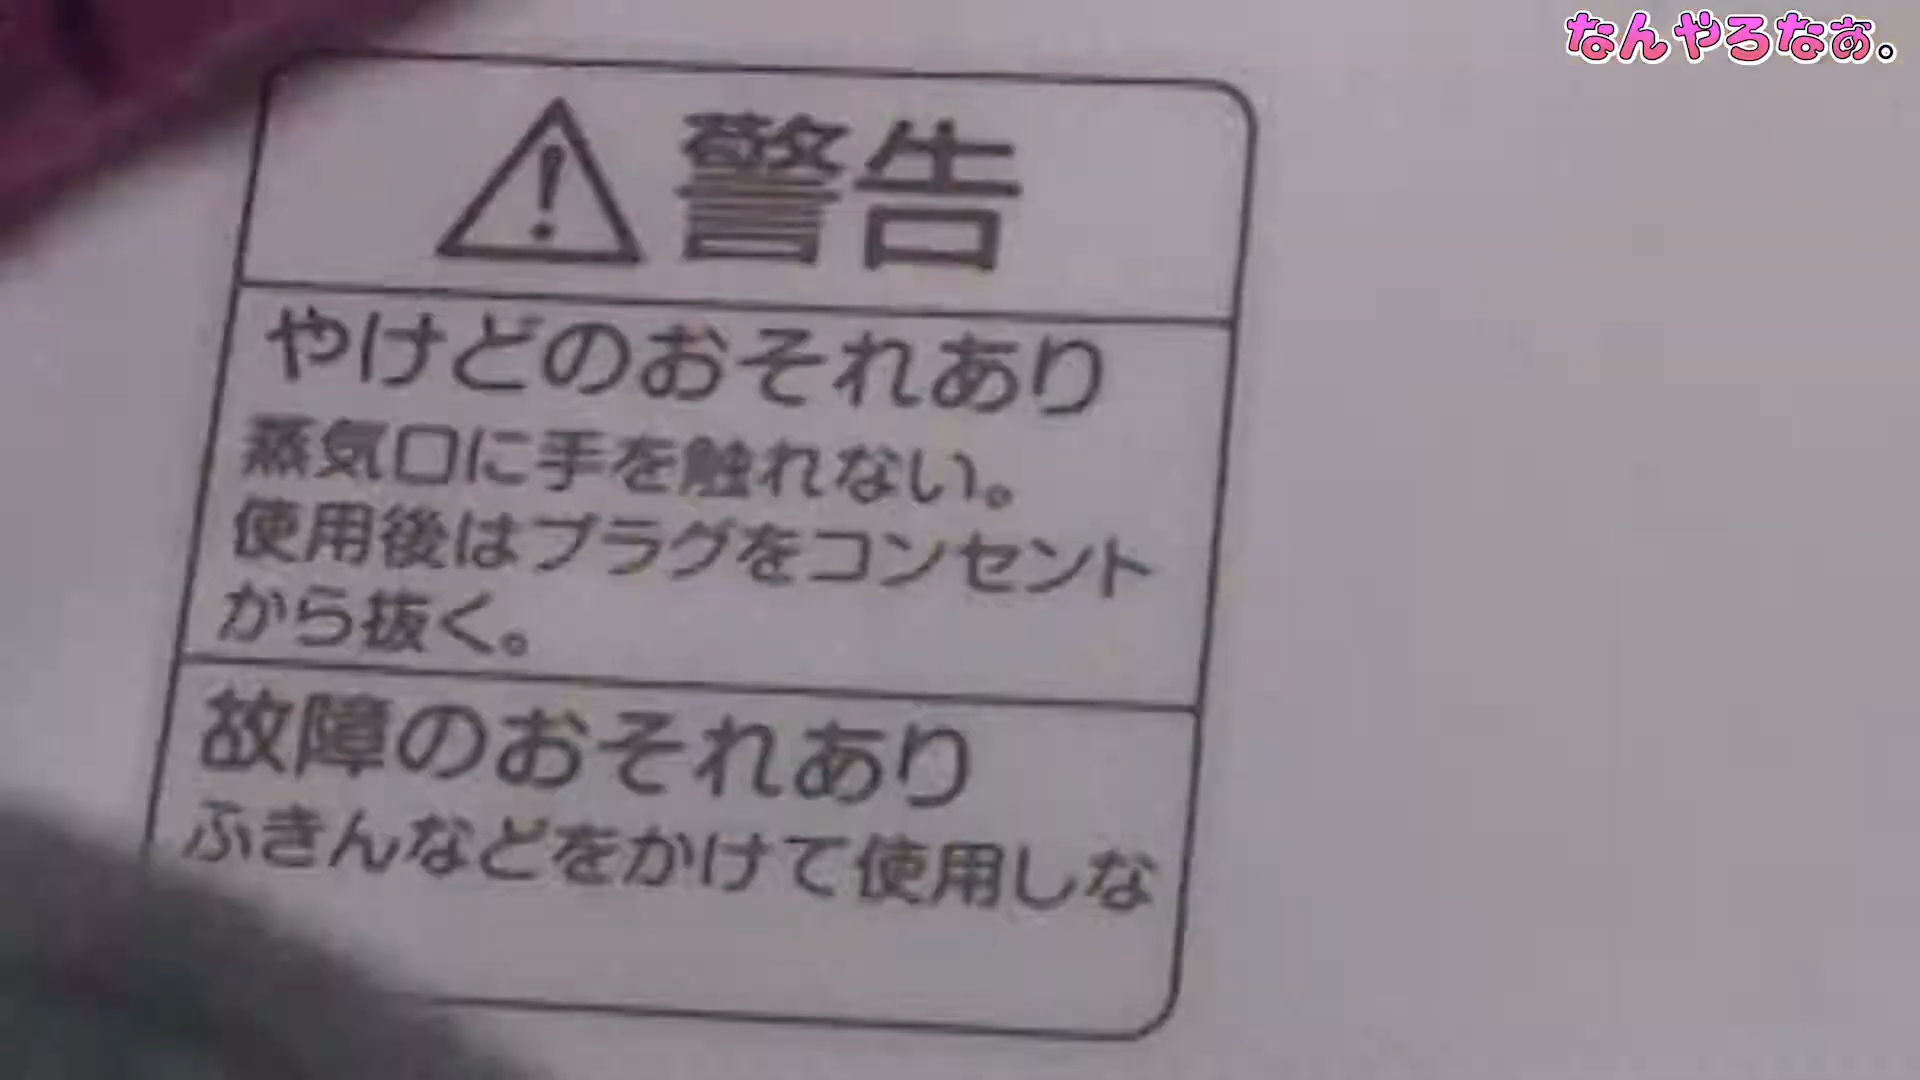 なんやろなぁ。
警告
やけどのおそれあり
蒸気口に手を触れない。
使用後はプラグをコンセント
から抜く。
故障のおそれあり
ふきんなどをかけて使用しな